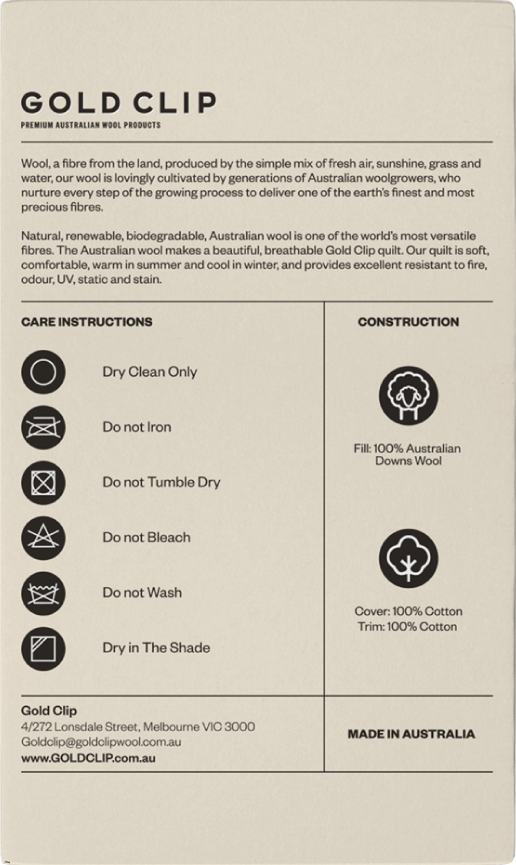 GOLD CLIP
PREMIUM AUSTRALIAN WOOL PRODUCTS
Wool, a fibre from the land, produced by the simple mix of fresh air, sunshine, grass and
water, our wool is lovingly cultivated by generations of Australian woolgrowers, who
nurture every step of the growing process to deliver one of the earth's finest and most
precious fibres.
Natural, renewable, biodegradable, Australian wool is one of the world's most versatile
fibres. The Australian wool makes a beautiful, breathable Gold Clip quilt. Our quilt is soft,
comfortable, warm in summer and cool in winter, and provides excellent resistant to fire,
odour, UV, static and stain.
CARE INSTRUCTIONS
Dry Clean Only
Do not Iron
Do not Tumble Dry
Do not Bleach
Do not Wash
Dry in The Shade
CONSTRUCTION
Fill: 100% Australian
Downs Wool
Cover: 100% Cotton
Trim: 100% Cotton
Gold Clip
4/272 Lonsdale Street, Melbourne VIC 3000
Goldclip@goldclipwool.com.au
www.GOLDCLIP.com.au
MADE IN AUSTRALIA